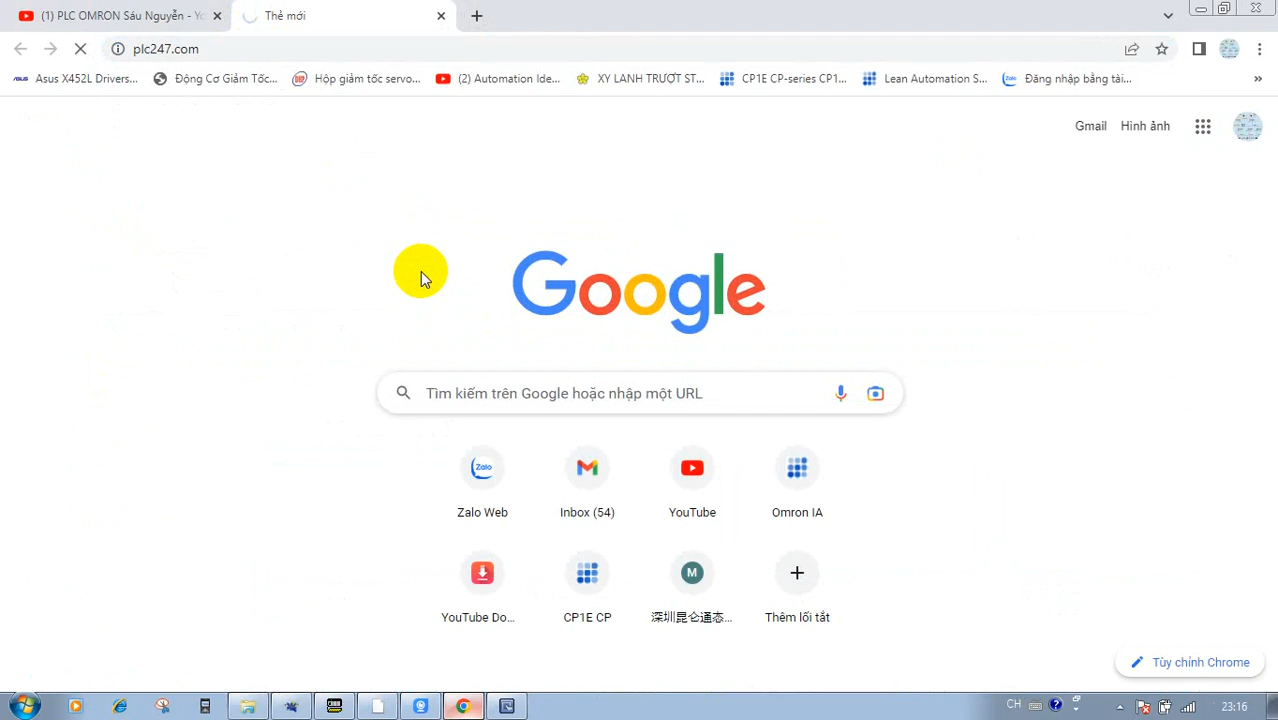 (1) PLC OMRON Sáu Nguyễn - Yo
Thẻ mới
plc247.com
ASUS Asus X452L Drivers...
Động Cơ Giảm Tốc...
Hộp giảm tốc servo...
(2) Automation Ide...
XY LANH TRƯỢT ST...
CP1E CP-series CP1...
Lean Automation S...
Zalo Đăng nhập bằng tài...
»
Gmail Hình ảnh
Google
Tìm kiếm trên Google hoặc nhập một URL
Zalo
Zalo Web
Inbox (54)
YouTube
Omron IA
M
YouTube Do...
CP1E CP
深圳昆仑通态...
Thêm lối tắt
Tùy chỉnh Chrome
CH
23:16